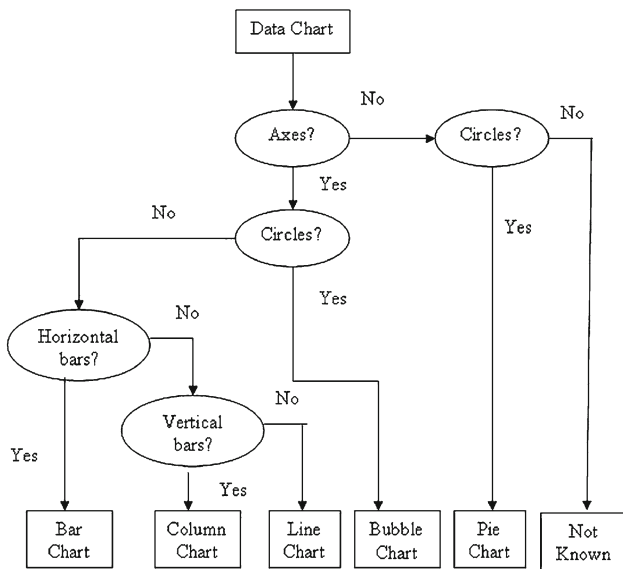 Data Chart
No
Axes?
Circles?
No
Yes
No
Circles?
Yes
Yes
No
Horizontal
bars?
No
Vertical
bars?
Yes
Yes
Bar
Chart
Column
Chart
Line
Chart
Bubble
Chart
Pie
Chart
Not
Known